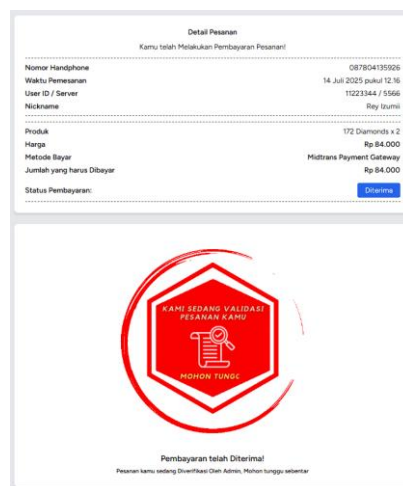 Detail Pesanan
Kamu telah Melakukan Pembayaran Pesanan!
Nomor Handphone 087804135926
Waktu Pemesanan 14 Juli 2025 pukul 12.16
User ID / Server 11223344 / 5566
Nickname Rey Izumii
Produk 172 Diamonds x 2
Harga Rp 84.000
Metode Bayar Midtrans Payment Gateway
Jumlah yang harus Dibayar Rp 84.000
Status Pembayaran: Diterima
KAMI SEDANG VALIDASI
PESANAN KAMU
MOHON TUNGG
Pembayaran telah Diterima!
Pesanan kamu sedang Diverifikasi Oleh Admin, Mohon tunggu sebentar